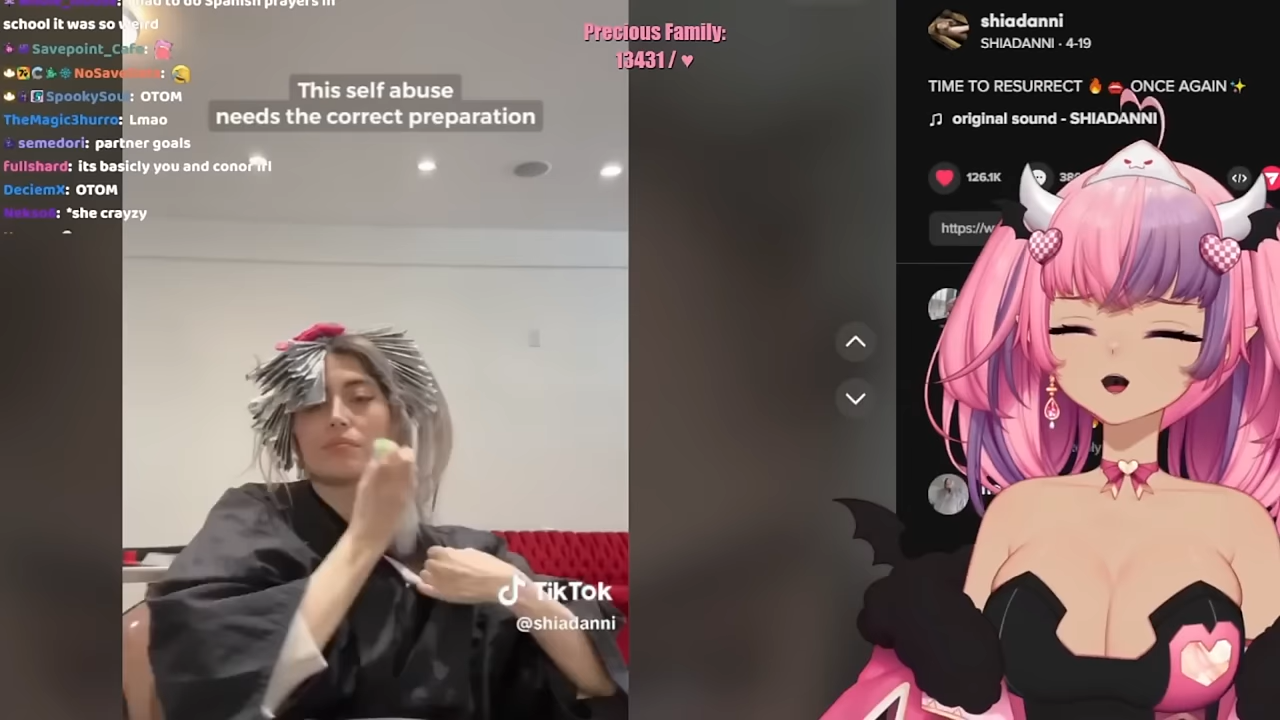 had to do Spanish prayers in
school it was so weird
Savepoint_Cafe:
SpookySou : OTOM
TheMagic3hurro: Lmao
semedori: partner goals
fullshard: its basicly you and conor frl
DeciemX: OTOM
: *she crayzy
This self abuse
needs the correct preparation
Precious Family:
13431 / ♥
TikTok
@shiadanni
shiadanni
SHIADANNI · 4-19
TIME TO RESURRECT 🔥 👄 ONCE AGAIN ✨
♫ original sound - SHIADANNI
126.1K
https://w